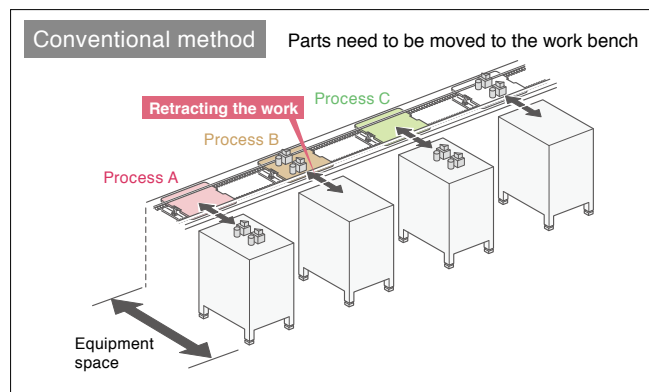 Conventional method
Parts need to be moved to the work bench
Retracting the work
Process C
Process B
Process A
Equipment
space